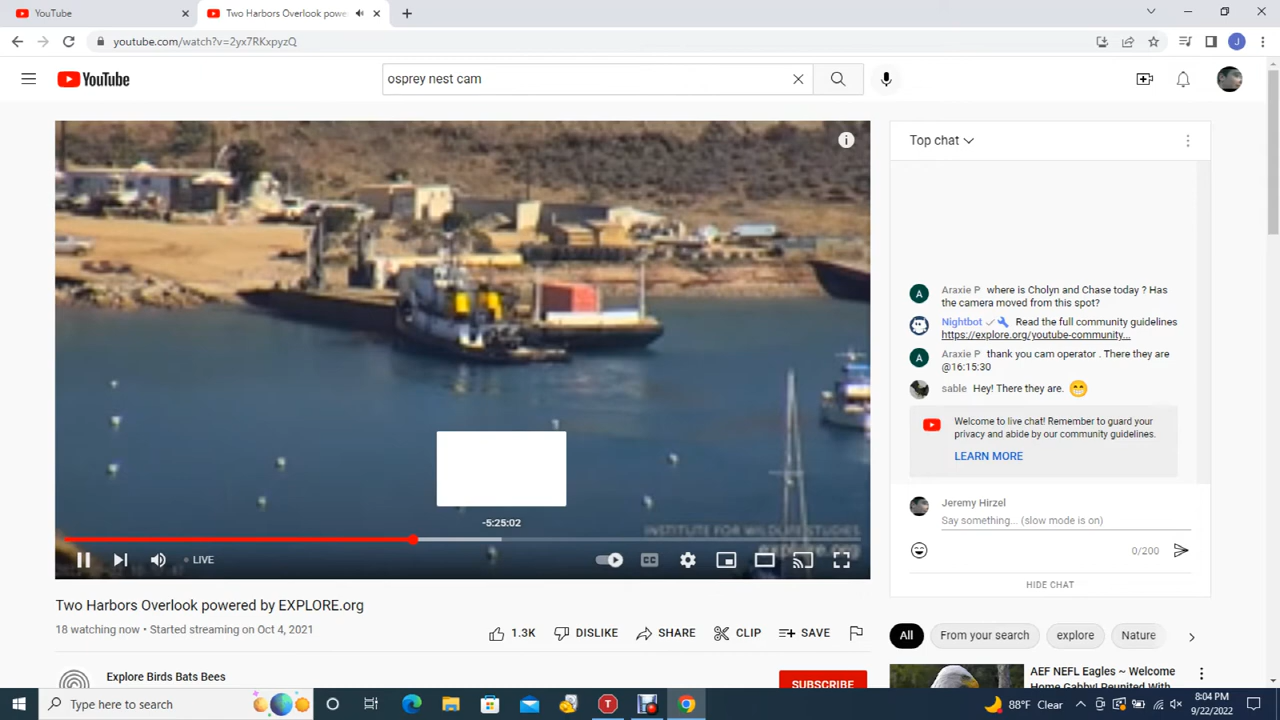 YouTube
Two Harbors Overlook powe
youtube.com/watch?v=2yx7RKxpyzQ
J
YouTube
osprey nest cam
Top chat
Araxie P where is Cholyn and Chase today ? Has
the camera moved from this spot?
Nightbot Read the full community guidelines
https://explore.org/youtube-community...
Araxie P thank you cam operator . There they are
@16:15:30
sable Hey! There they are. 😁
Welcome to live chat! Remember to guard your
privacy and abide by our community guidelines.
LEARN MORE
Jeremy Hirzel
Say something... (slow mode is on)
0/200
HIDE CHAT
-5:25:02
INSTITUTE FOR WILDLIFE STUDIES
explore.org
LIVE
CC
Two Harbors Overlook powered by EXPLORE.org
18 watching now • Started streaming on Oct 4, 2021
1.3K
DISLIKE
SHARE
CLIP
SAVE
Explore Birds Bats Bees
SUBSCRIBE
All
From your search
explore
Nature
AEF NEFL Eagles ~ Welcome
Home Gabby! Reunited With
Type here to search
88°F Clear
8:04 PM
9/22/2022